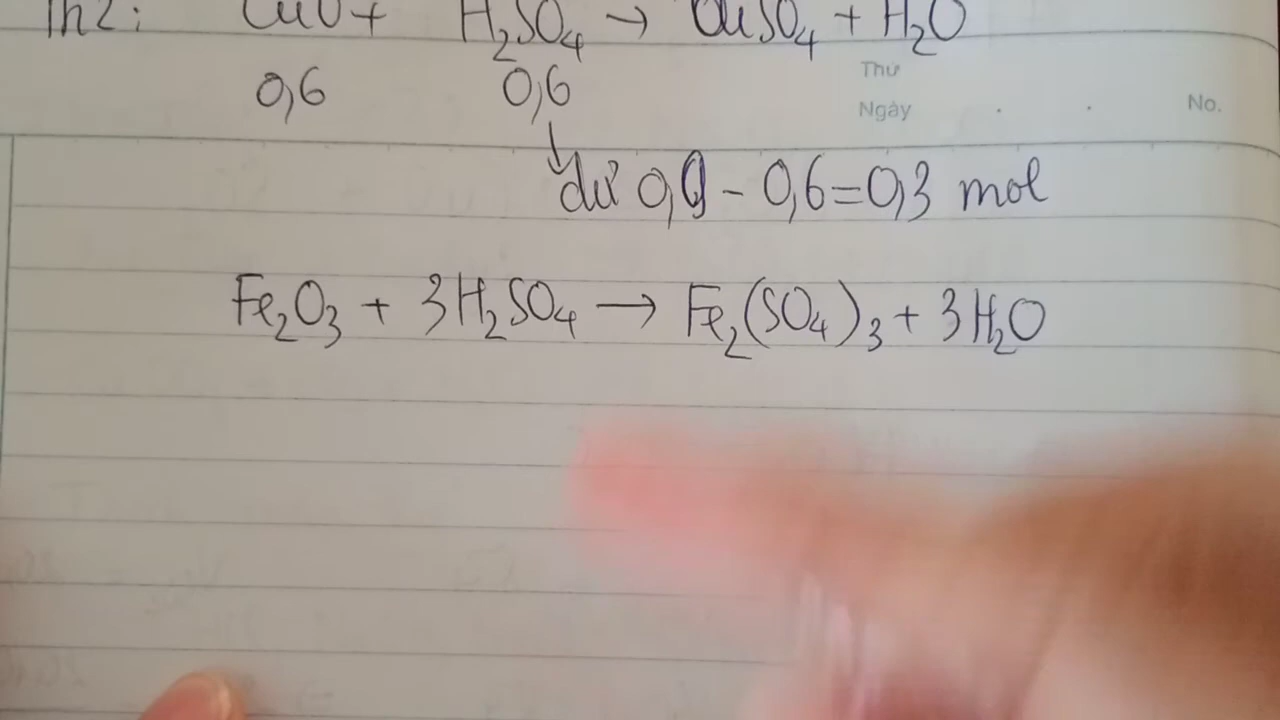 Th2: CuO + H₂SO₄ → CuSO₄ + H₂O
0,6 0,6
Thứ
Ngày . . No.
↓
dư 0,9 - 0,6 = 0,3 mol
Fe₂O₃ + 3H₂SO₄ → Fe₂(SO₄)₃ + 3H₂O